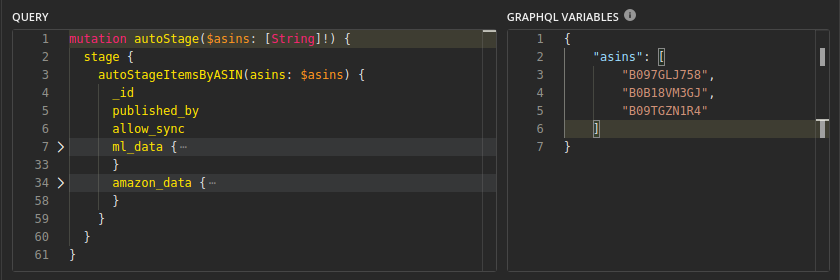 QUERY
1 mutation autoStage($asins: [String]!) {
2 stage {
3 autoStageItemsByASIN(asins: $asins) {
4 _id
5 published_by
6 allow_sync
7 ml_data {⋯
33 }
34 amazon_data {⋯
58 }
59 }
60 }
61 }
GRAPHQL VARIABLES
1 {
2 "asins": [
3 "B097GLJ758",
4 "B0B18VM3GJ",
5 "B09TGZN1R4"
6 ]
7 }